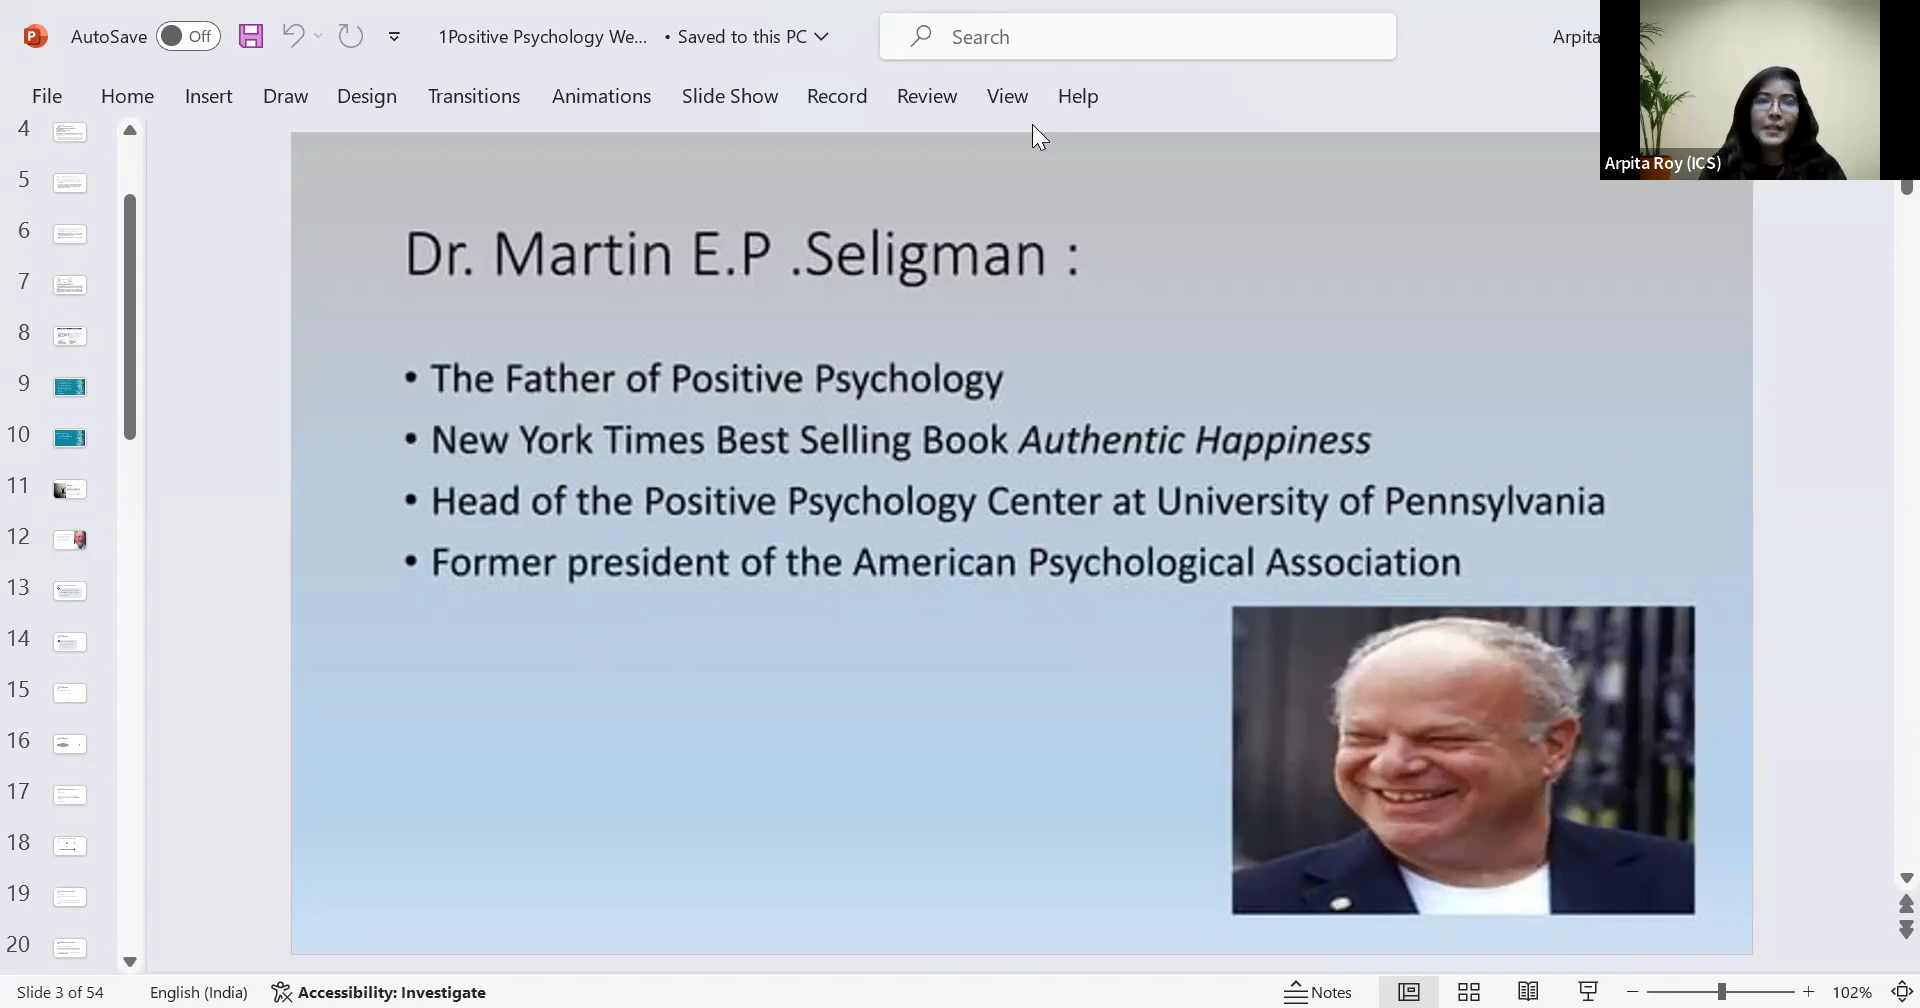 AutoSave Off 1Positive Psychology We... • Saved to this PC Search Arpita
File Home Insert Draw Design Transitions Animations Slide Show Record Review View Help
Arpita Roy (ICS)
4
5
6
7
8
9
10
11
12
13
14
15
16
17
18
19
20
Dr. Martin E.P .Seligman :
• The Father of Positive Psychology
• New York Times Best Selling Book Authentic Happiness
• Head of the Positive Psychology Center at University of Pennsylvania
• Former president of the American Psychological Association
Slide 3 of 54 English (India) Accessibility: Investigate Notes 102%